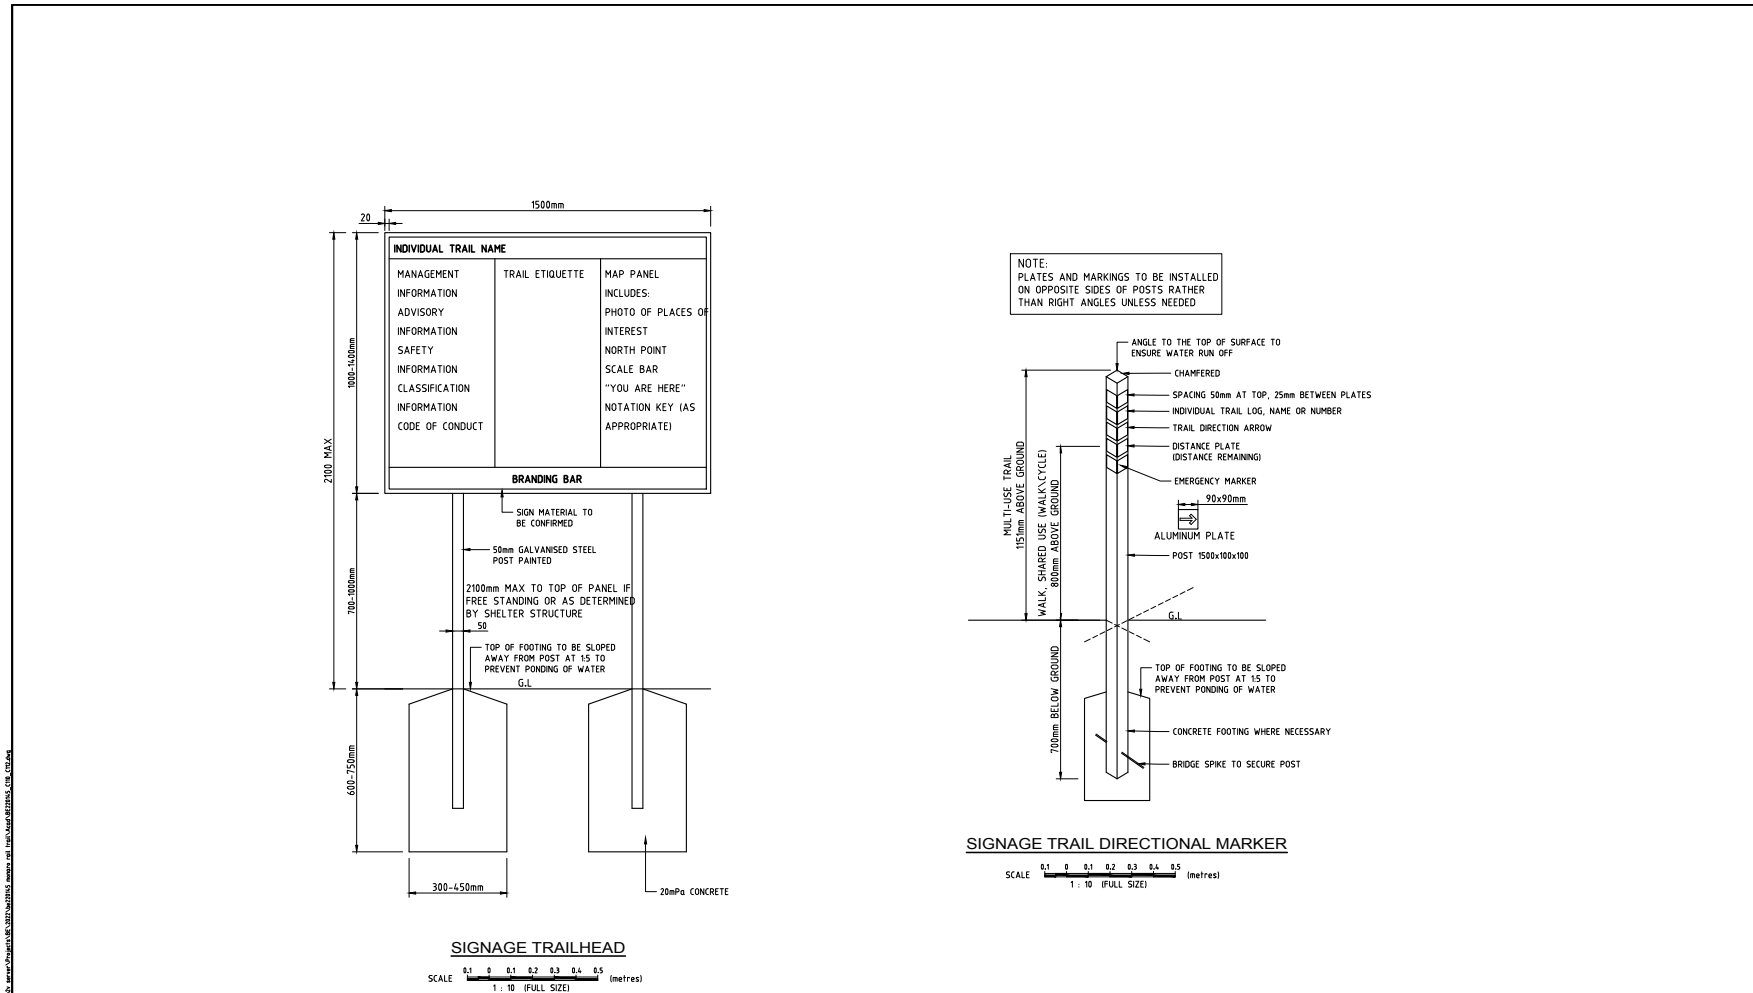 1500mm
20
INDIVIDUAL TRAIL NAME
MANAGEMENT
INFORMATION
ADVISORY
INFORMATION
SAFETY
INFORMATION
CLASSIFICATION
INFORMATION
CODE OF CONDUCT
TRAIL ETIQUETTE
MAP PANEL
INCLUDES:
PHOTO OF PLACES OF
INTEREST
NORTH POINT
SCALE BAR
"YOU ARE HERE"
NOTATION KEY (AS
APPROPRIATE)
BRANDING BAR
1000-1400mm
2100 MAX
700-1000mm
600-750mm
SIGN MATERIAL TO
BE CONFIRMED
50mm GALVANISED STEEL
POST PAINTED
2100mm MAX TO TOP OF PANEL IF
FREE STANDING OR AS DETERMINED
BY SHELTER STRUCTURE
50
TOP OF FOOTING TO BE SLOPED
AWAY FROM POST AT 1:5 TO
PREVENT PONDING OF WATER
G.L
300-450mm
20mPa CONCRETE
SIGNAGE TRAILHEAD
SCALE
0.1 0 0.1 0.2 0.3 0.4 0.5
(metres)
1 : 10 (FULL SIZE)
NOTE:
PLATES AND MARKINGS TO BE INSTALLED
ON OPPOSITE SIDES OF POSTS RATHER
THAN RIGHT ANGLES UNLESS NEEDED
ANGLE TO THE TOP OF SURFACE TO
ENSURE WATER RUN OFF
CHAMFERED
SPACING 50mm AT TOP, 25mm BETWEEN PLATES
INDIVIDUAL TRAIL LOG, NAME OR NUMBER
TRAIL DIRECTION ARROW
DISTANCE PLATE
(DISTANCE REMAINING)
EMERGENCY MARKER
90x90mm
ALUMINUM PLATE
POST 1500x100x100
MULTI-USE TRAIL
1151mm ABOVE GROUND
WALK, SHARED USE (WALK\CYCLE)
800mm ABOVE GROUND
G.L
700mm BELOW GROUND
TOP OF FOOTING TO BE SLOPED
AWAY FROM POST AT 1:5 TO
PREVENT PONDING OF WATER
CONCRETE FOOTING WHERE NECESSARY
BRIDGE SPIKE TO SECURE POST
SIGNAGE TRAIL DIRECTIONAL MARKER
SCALE
0.1 0 0.1 0.2 0.3 0.4 0.5
(metres)
1 : 10 (FULL SIZE)